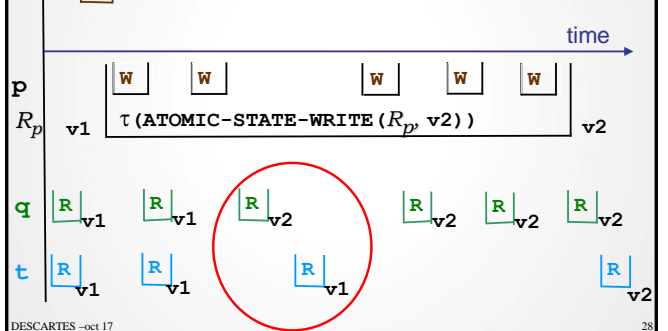 time
p W W W W W
Rp v1 τ(ATOMIC-STATE-WRITE(Rp, v2)) v2
q R v1 R v1 R v2 R v2 R v2 R v2
t R v1 R v1 R v1 R v2
DESCARTES –oct 17 28